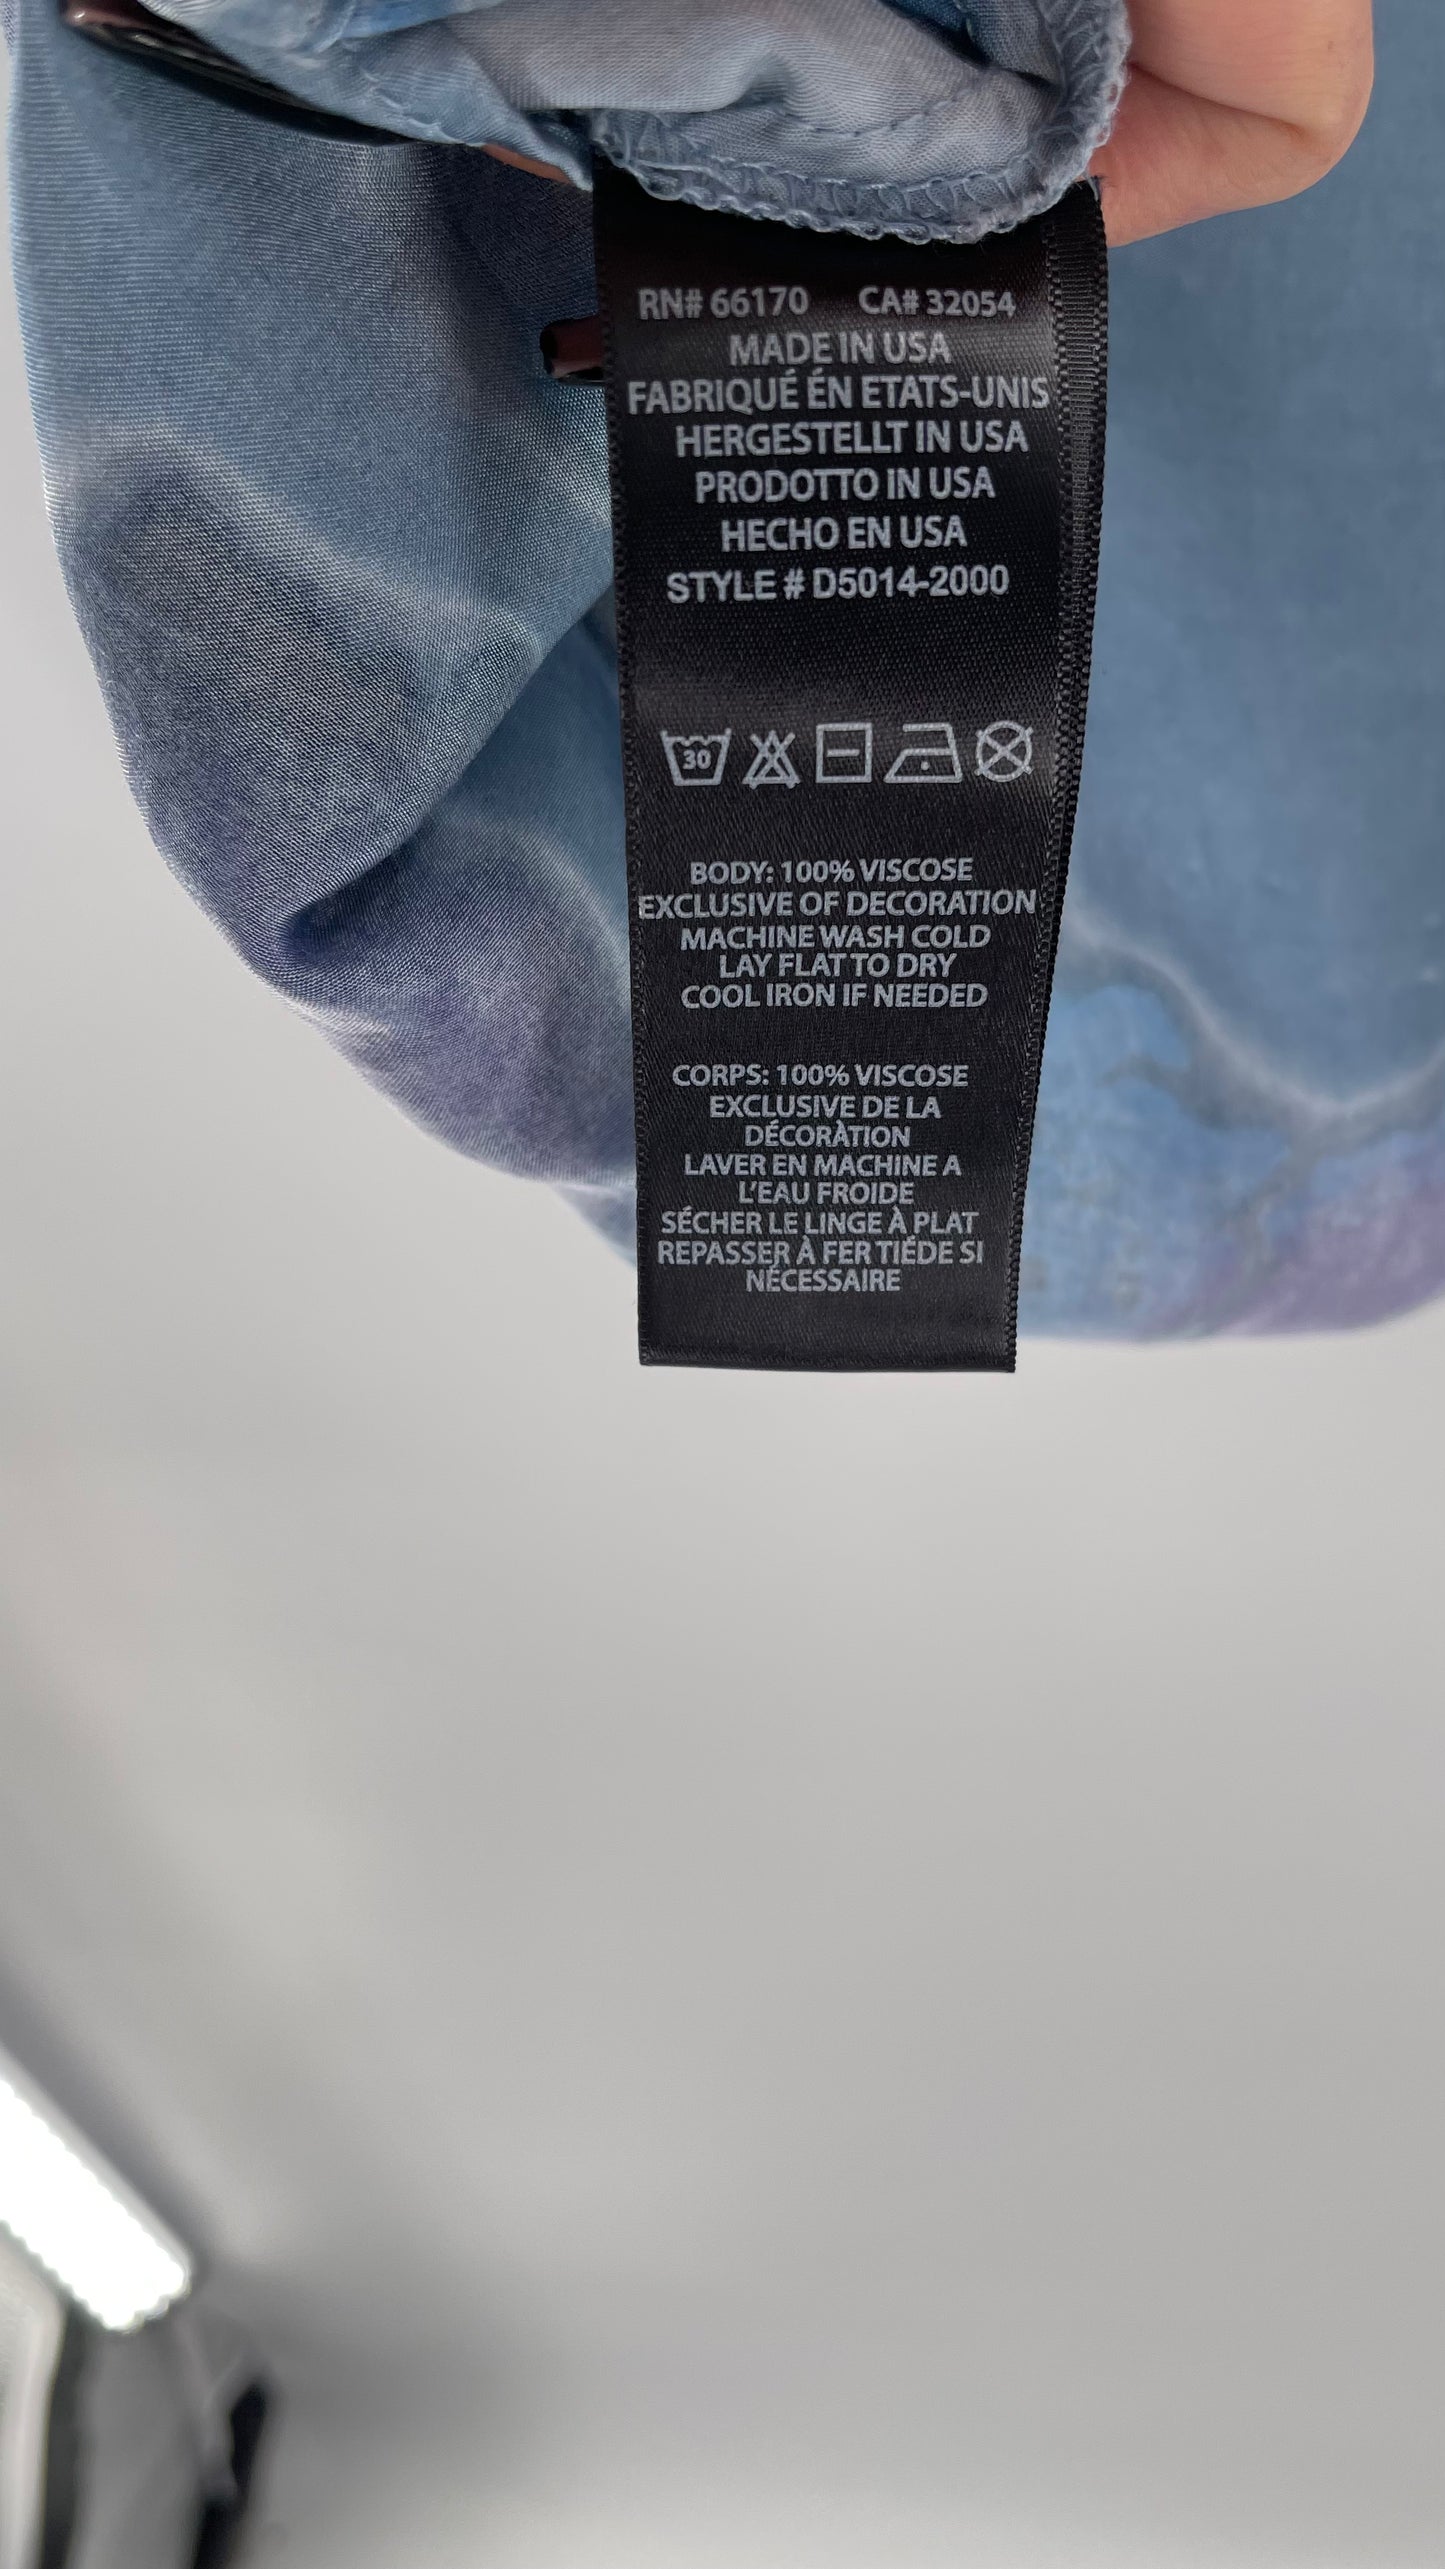 RN# 66170 CA# 32054
MADE IN USA
FABRIQUÉ ÉN ETATS-UNIS
HERGESTELLT IN USA
PRODOTTO IN USA
HECHO EN USA
STYLE # D5014-2000
30
BODY: 100% VISCOSE
EXCLUSIVE OF DECORATION
MACHINE WASH COLD
LAY FLAT TO DRY
COOL IRON IF NEEDED
CORPS: 100% VISCOSE
EXCLUSIVE DE LA
DÉCORÀTION
LAVER EN MACHINE A
L'EAU FROIDE
SÉCHER LE LINGE À PLAT
REPASSER À FER TIÉDE SI
NÉCESSAIRE